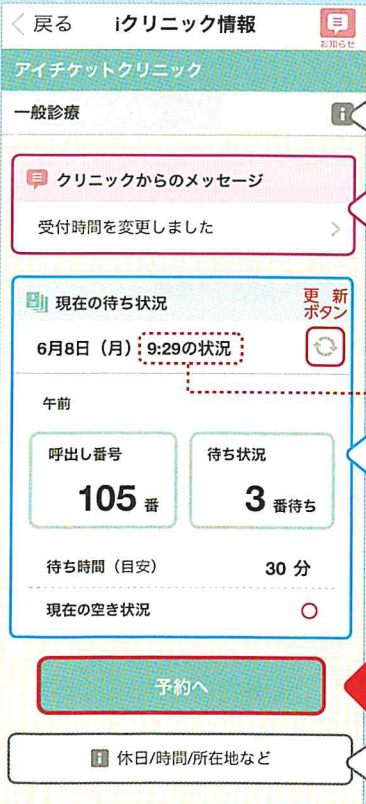 戻る iクリニック情報
お知らせ
アイチケットクリニック
一般診療
クリニックからのメッセージ
受付時間を変更しました
現在の待ち状況
更新
ボタン
6月8日（月） 9:29の状況
午前
呼出し番号 待ち状況
105 番 3 番待ち
待ち時間（目安） 30 分
現在の空き状況 ○
予約へ
休日/時間/所在地など